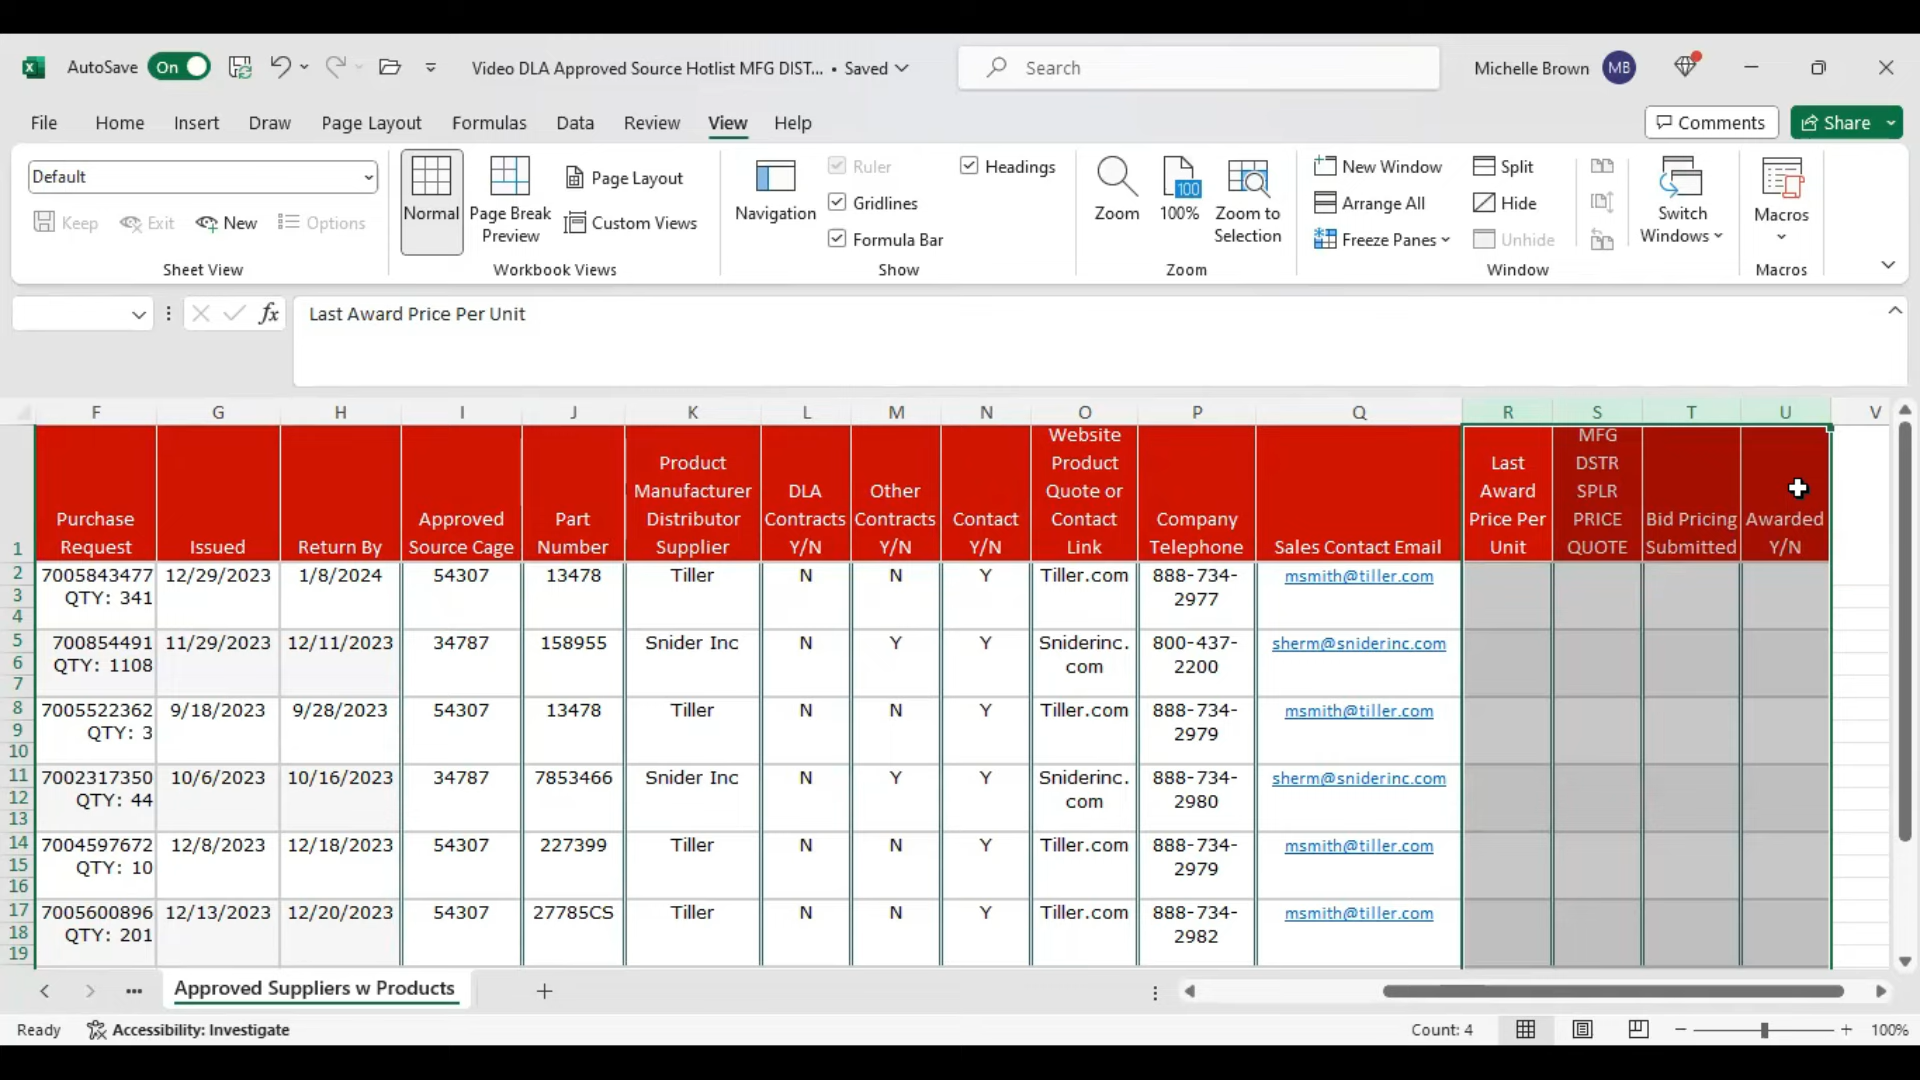 AutoSave On Video DLA Approved Source Hotlist MFG DIST... • Saved Search Michelle Brown MB
File Home Insert Draw Page Layout Formulas Data Review View Help Comments Share
Default
Keep Exit New Options
Sheet View
Normal
Page Break
Preview
Page Layout
Custom Views
Workbook Views
Navigation
Ruler
Gridlines
Formula Bar
Headings
Show
Zoom
100
100%
Zoom to
Selection
Zoom
New Window
Arrange All
Freeze Panes
Split
Hide
Unhide
Switch
Windows
Window
Macros
Macros
fx Last Award Price Per Unit
F G H I J K L M N O P Q R S T U V
1
Purchase
Request
Issued
Return By
Approved
Source Cage
Part
Number
Product
Manufacturer
Distributor
Supplier
DLA
Contracts
Y/N
Other
Contracts
Y/N
Contact
Y/N
Website
Product
Quote or
Contact
Link
Company
Telephone
Sales Contact Email
Last
Award
Price Per
Unit
MFG
DSTR
SPLR
PRICE
QUOTE
Bid Pricing
Submitted
Awarded
Y/N
2 7005843477 12/29/2023 1/8/2024 54307 13478 Tiller N N Y Tiller.com 888-734- msmith@tiller.com
3 QTY: 341 2977
4
5 700854491 11/29/2023 12/11/2023 34787 158955 Snider Inc N Y Y Sniderinc. 800-437- sherm@sniderinc.com
6 QTY: 1108 com 2200
7
8 7005522362 9/18/2023 9/28/2023 54307 13478 Tiller N N Y Tiller.com 888-734- msmith@tiller.com
9 QTY: 3 2979
10
11 7002317350 10/6/2023 10/16/2023 34787 7853466 Snider Inc N Y Y Sniderinc. 888-734- sherm@sniderinc.com
12 QTY: 44 com 2980
13
14 7004597672 12/8/2023 12/18/2023 54307 227399 Tiller N N Y Tiller.com 888-734- msmith@tiller.com
15 QTY: 10 2979
16
17 7005600896 12/13/2023 12/20/2023 54307 27785CS Tiller N N Y Tiller.com 888-734- msmith@tiller.com
18 QTY: 201 2982
19
Approved Suppliers w Products
Ready Accessibility: Investigate Count: 4 100%